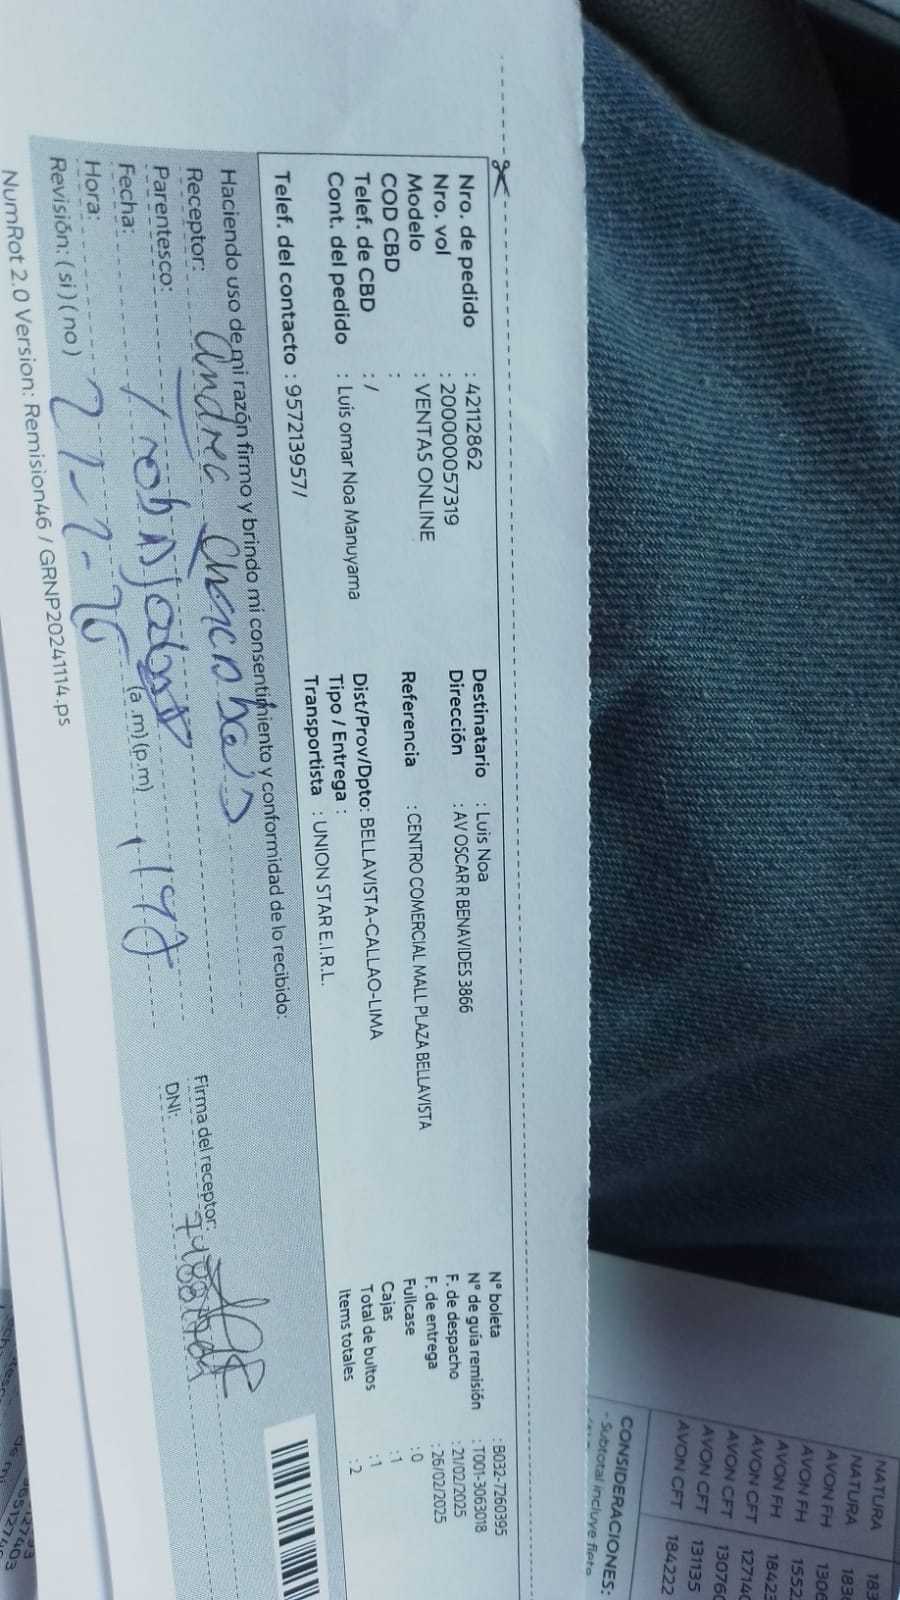 Nro. de pedido : 42112862
Nro. vol : 200000057319
Modelo : VENTAS ONLINE
COD CBD :
Telef. de CBD : /
Cont. del pedido : Luis omar Noa Manuyama
Telef. del contacto : 957213957/
Destinatario : Luis Noa
Dirección : AV OSCAR R BENAVIDES 3866
Referencia : CENTRO COMERCIAL MALL PLAZA BELLAVISTA
Dist/Prov/Dpto: BELLAVISTA-CALLAO-LIMA
Tipo / Entrega :
Transportista : UNION STAR E.I.R.L.
N° boleta : B032-7260395
N° de guía remisión : T001-3063018
F. de despacho : 21/02/2025
F. de entrega : 26/02/2025
Fullcase : 0
Cajas : 1
Total de bultos : 1
Items totales : 2
Haciendo uso de mi razón firmo y brindo mi consentimiento y conformidad de lo recibido:
Receptor: Andrea
Parentesco:
Fecha:
Hora: (a.m) (p.m)
Revisión: ( si ) ( no )
Firma del receptor:
DNI:
NumRot 2.0 Version: Remision46 / GRNP20241114.ps
NATURA
NATURA
AVON FH
AVON FH
AVON FH
AVON CFT
AVON CFT
AVON CFT 131135
AVON CFT 184222
CONSIDERACIONES:
- Subtotal incluye flete